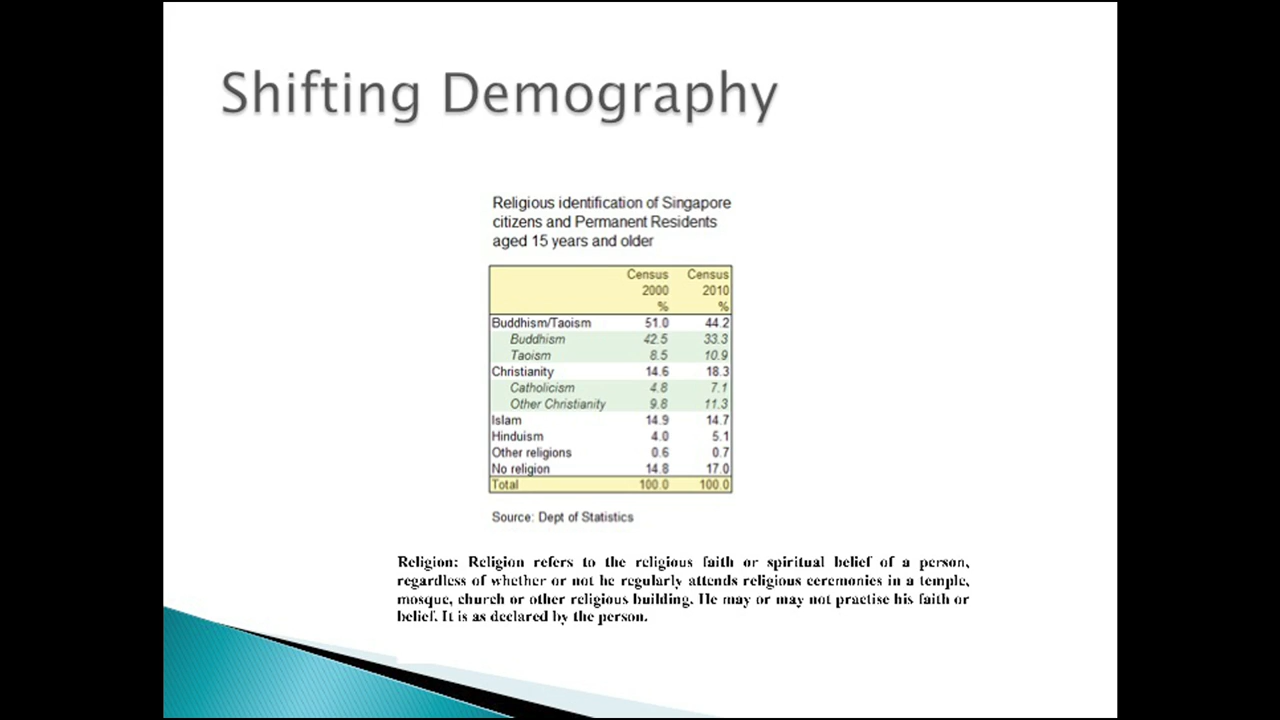 Shifting Demography
Religious identification of Singapore
citizens and Permanent Residents
aged 15 years and older
Census Census
2000 2010
% %
Buddhism/Taoism 51.0 44.2
Buddhism 42.5 33.3
Taoism 8.5 10.9
Christianity 14.6 18.3
Catholicism 4.8 7.1
Other Christianity 9.8 11.3
Islam 14.9 14.7
Hinduism 4.0 5.1
Other religions 0.6 0.7
No religion 14.8 17.0
Total 100.0 100.0
Source: Dept of Statistics
Religion: Religion refers to the religious faith or spiritual belief of a person,
regardless of whether or not he regularly attends religious ceremonies in a temple,
mosque, church or other religious building. He may or may not practise his faith or
belief. It is as declared by the person.